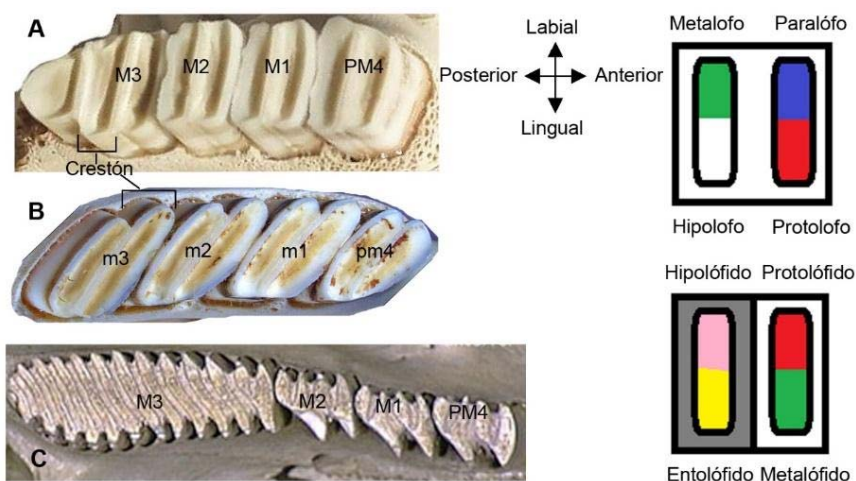 A
M3
M2
M1
PM4
Crestón
B
m3
m2
m1
pm4
M3
M2
M1
PM4
C
Labial
Posterior
Anterior
Lingual
Metalofo Paralófo
Hipolofo Protolofo
Hipolófido Protolófido
Entolófido Metalófido